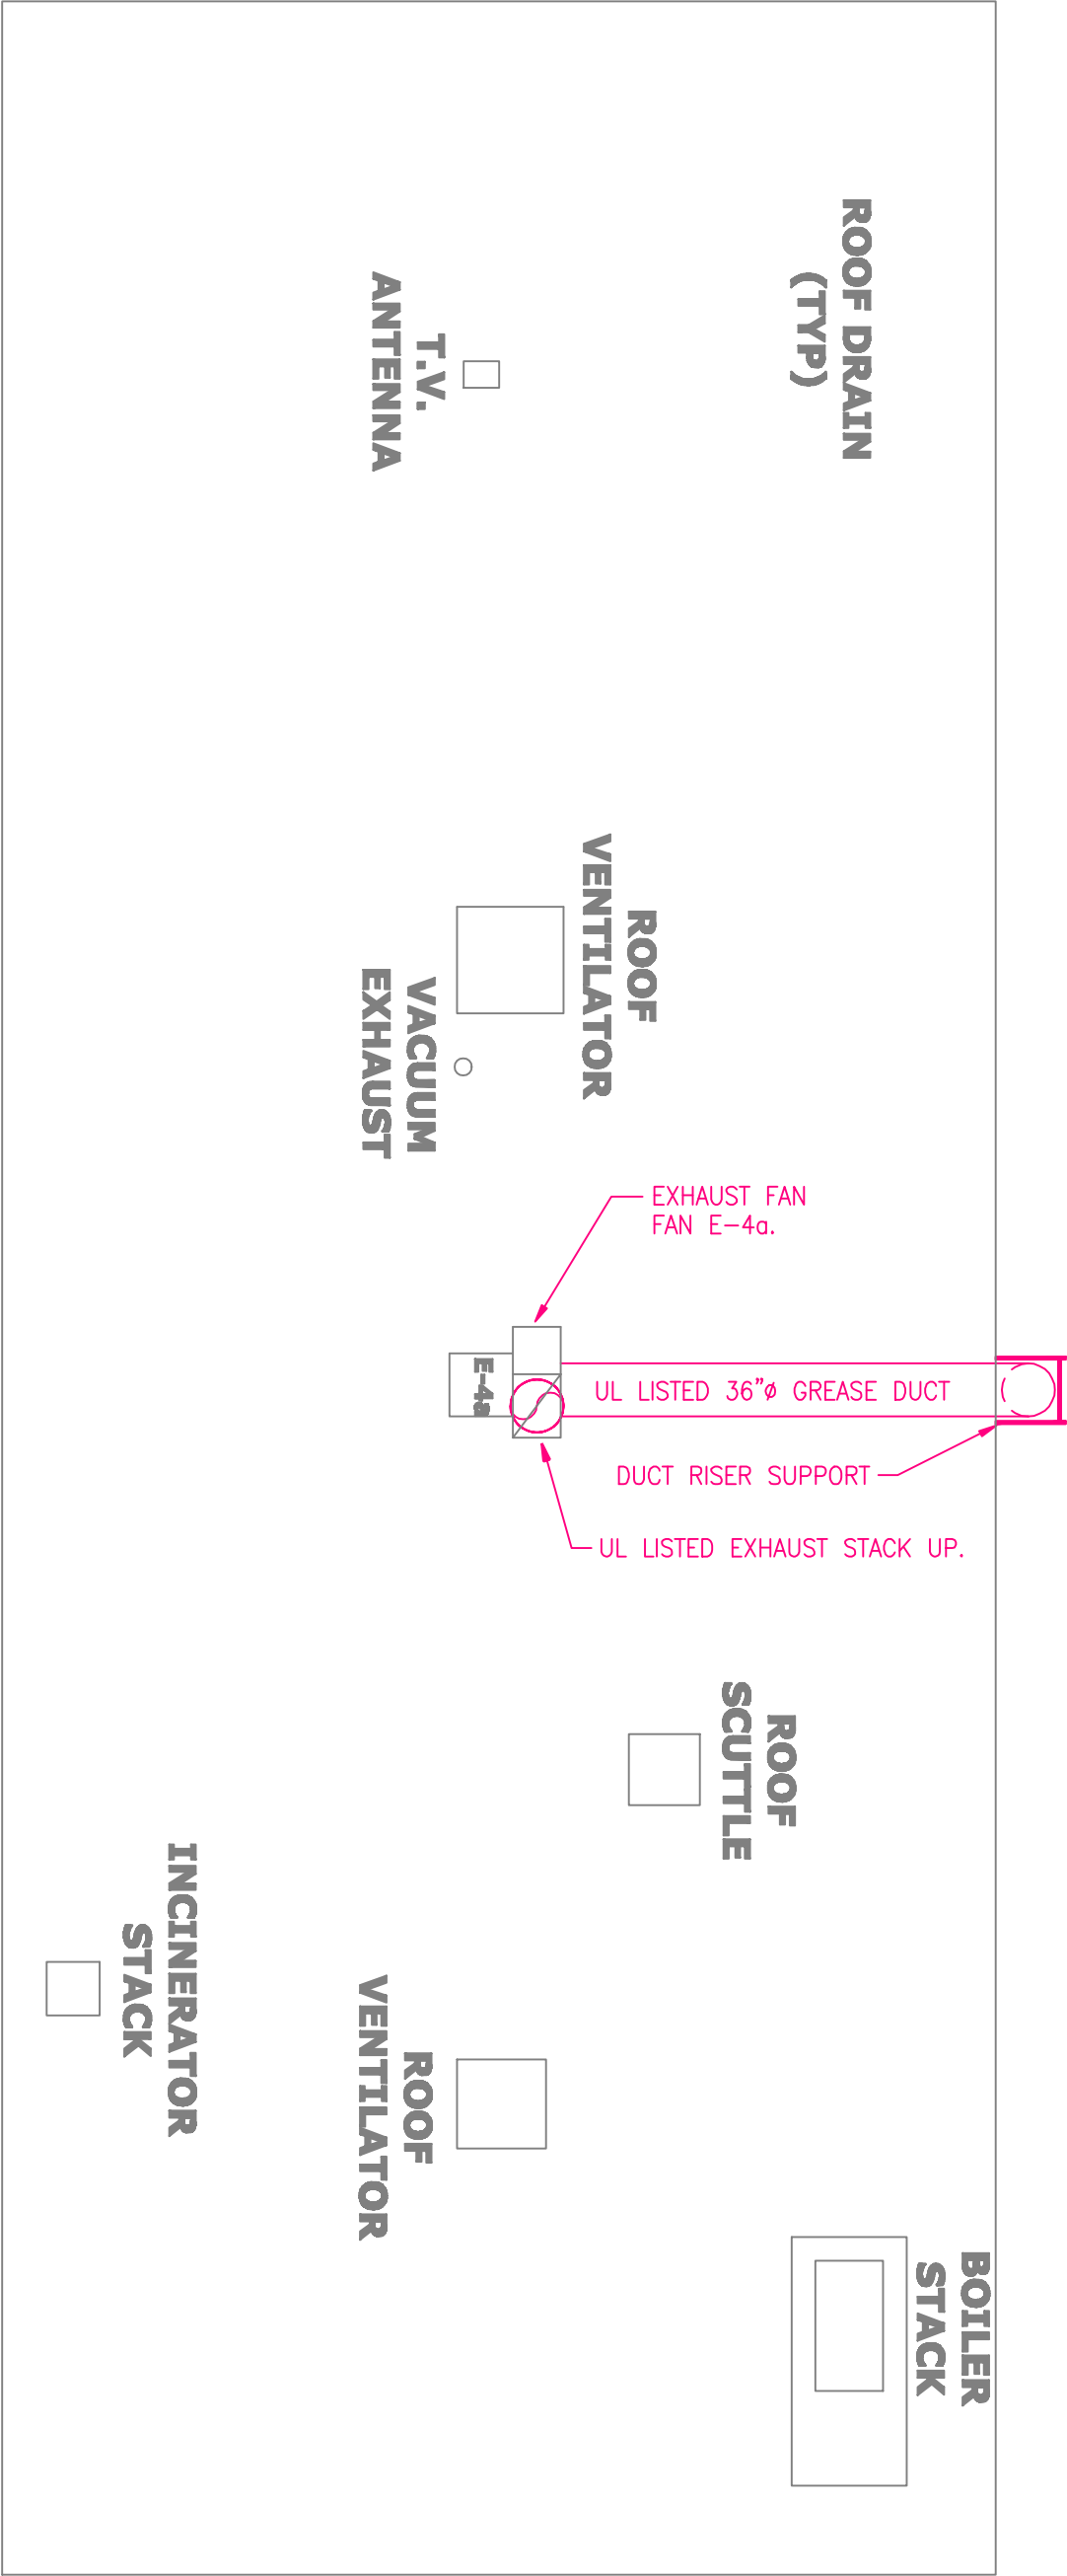 ROOF DRAIN
(TYP)
T.V.
ANTENNA
ROOF
VENTILATOR
VACUUM
EXHAUST
EXHAUST FAN
FAN E-4a.
E-4a
UL LISTED 36"ø GREASE DUCT
DUCT RISER SUPPORT
UL LISTED EXHAUST STACK UP.
ROOF
SCUTTLE
INCINERATOR
STACK
ROOF
VENTILATOR
BOILER
STACK